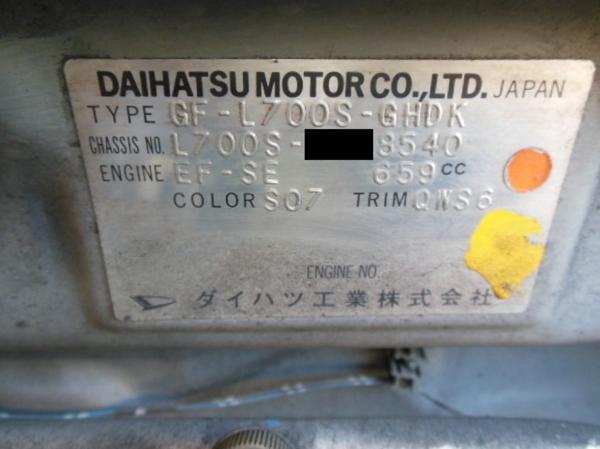 DAIHATSU MOTOR CO.,LTD. JAPAN
TYPE GF-L700S-GHDK
CHASSIS NO. L700S- 8540
ENGINE EF-SE 659 CC
COLOR S07 TRIM QWS6
ENGINE NO.
ダイハツ工業株式会社